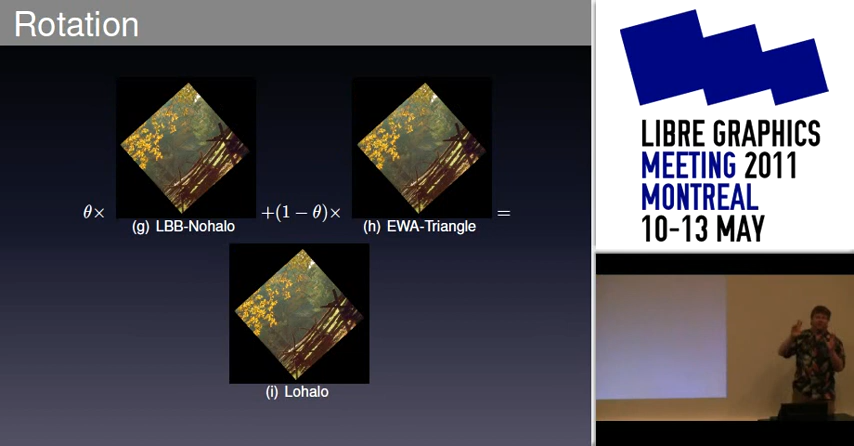 Rotation
θ×
(g) LBB-Nohalo
+(1 − θ)×
(h) EWA-Triangle
=
(i) Lohalo
LIBRE GRAPHICS
MEETING 2011
MONTREAL
10-13 MAY